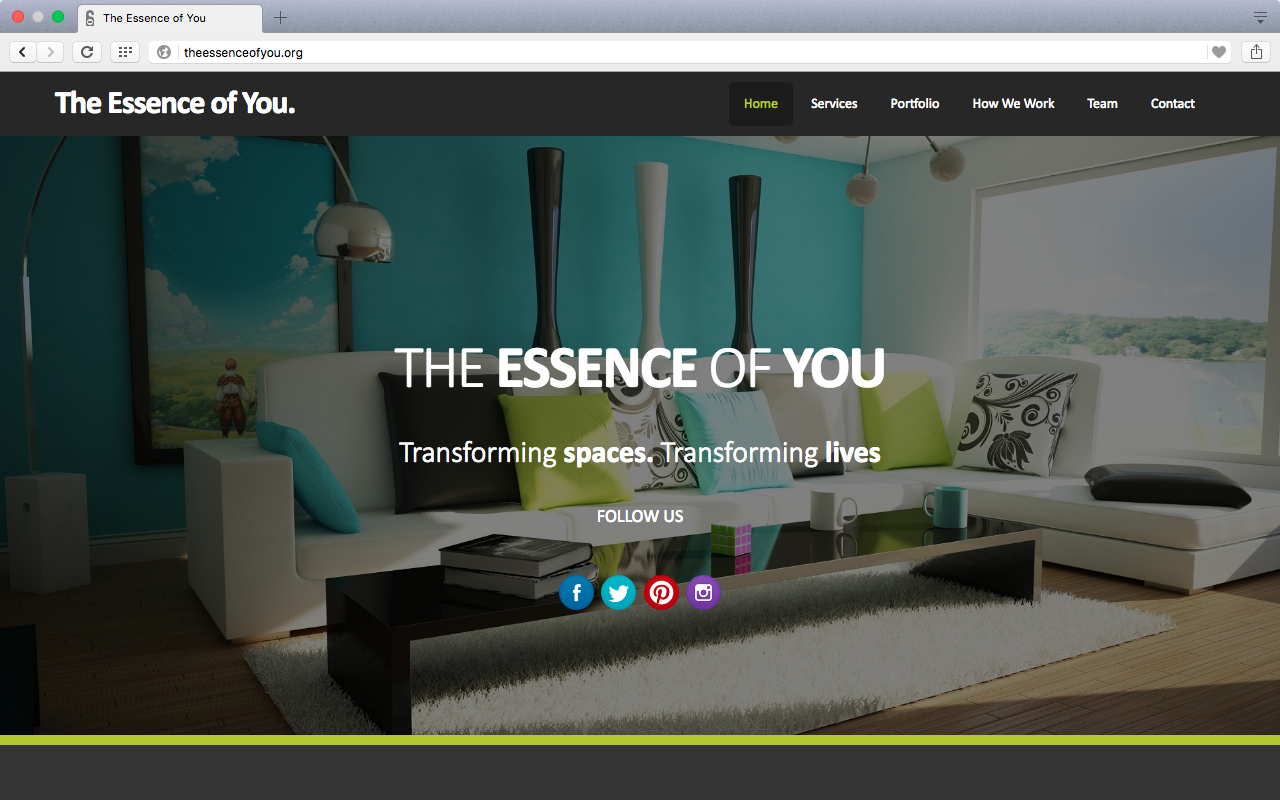 The Essence of You
theessenceofyou.org
The Essence of You.
Home Services Portfolio How We Work Team Contact
THE ESSENCE OF YOU
Transforming spaces. Transforming lives
FOLLOW US